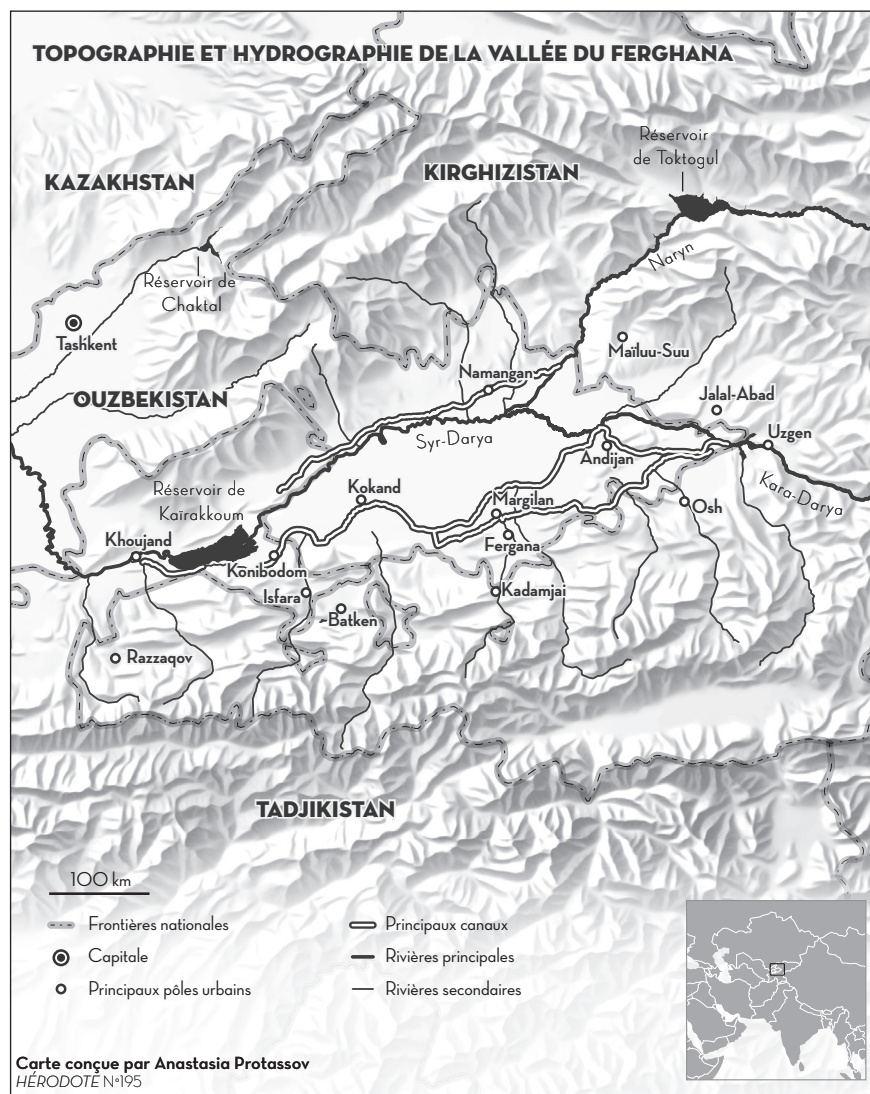 TOPOGRAPHIE ET HYDROGRAPHIE DE LA VALLÉE DU FERGHANA
Réservoir
de Toktogul
KAZAKHSTAN
KIRGHIZISTAN
Naryn
Réservoir de
Chaktal
Tashkent
Maïluu-Suu
Namangan
OUZBEKISTAN
Jalal-Abad
Syr-Darya
Uzgen
Andijan
Réservoir de
Kaïrakkoum
Kokand
Kara-Darya
Margilan
Osh
Khoujand
Fergana
Konibodom
Isfara
Kadamjai
Batken
Razzaqov
TADJIKISTAN
100 km
Frontières nationales
Capitale
Principaux pôles urbains
Principaux canaux
Rivières principales
Rivières secondaires
Carte conçue par Anastasia Protassov
HÉRODOTE N°195